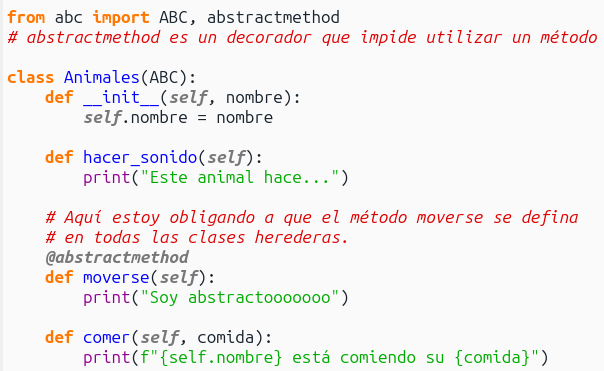 from abc import ABC, abstractmethod
# abstractmethod es un decorador que impide utilizar un método
class Animales(ABC):
    def __init__(self, nombre):
        self.nombre = nombre
    def hacer_sonido(self):
        print("Este animal hace...")
    # Aquí estoy obligando a que el método moverse se defina
    # en todas las clases herederas.
    @abstractmethod
    def moverse(self):
        print("Soy abstractooooooo")
    def comer(self, comida):
        print(f"{self.nombre} está comiendo su {comida}")